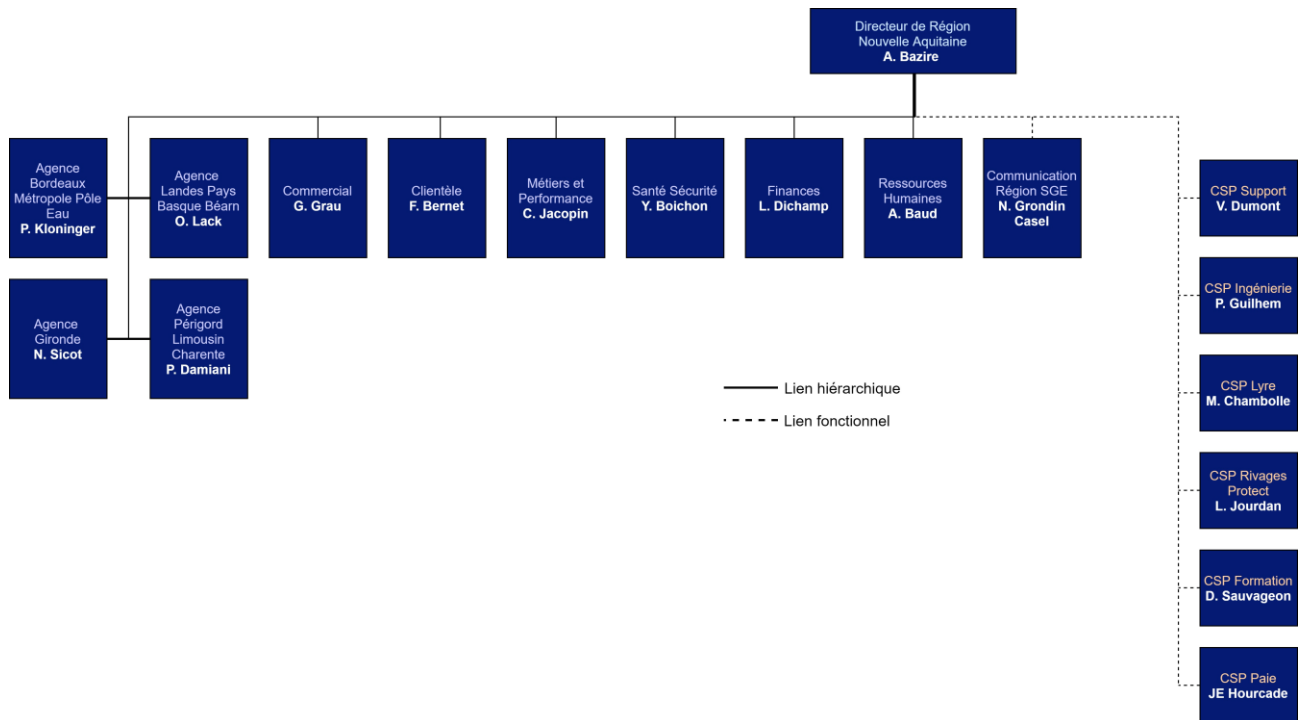 Directeur de Région
Nouvelle Aquitaine
A. Bazire
Agence
Bordeaux
Métropole Pôle
Eau
P. Kloninger
Agence
Landes Pays
Basque Béarn
O. Lack
Commercial
G. Grau
Clientèle
F. Bernet
Métiers et
Performance
C. Jacopin
Santé Sécurité
Y. Boichon
Finances
L. Dichamp
Ressources
Humaines
A. Baud
Communication
Région SGE
N. Grondin
Casel
Agence
Gironde
N. Sicot
Agence
Périgord
Limousin
Charente
P. Damiani
CSP Support
V. Dumont
CSP Ingénierie
P. Guilhem
CSP Lyre
M. Chambolle
CSP Rivages
Protect
L. Jourdan
CSP Formation
D. Sauvageon
CSP Paie
JE Hourcade
Lien hiérarchique
Lien fonctionnel